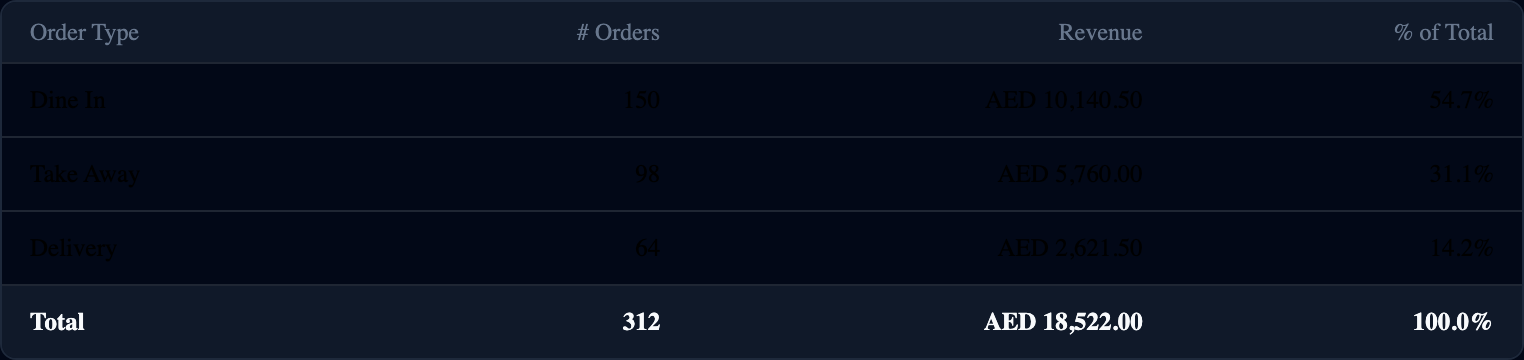 Order Type # Orders Revenue % of Total
Dine In 150 AED 10,140.50 54.7%
Take Away 98 AED 5,760.00 31.1%
Delivery 64 AED 2,621.50 14.2%
Total 312 AED 18,522.00 100.0%